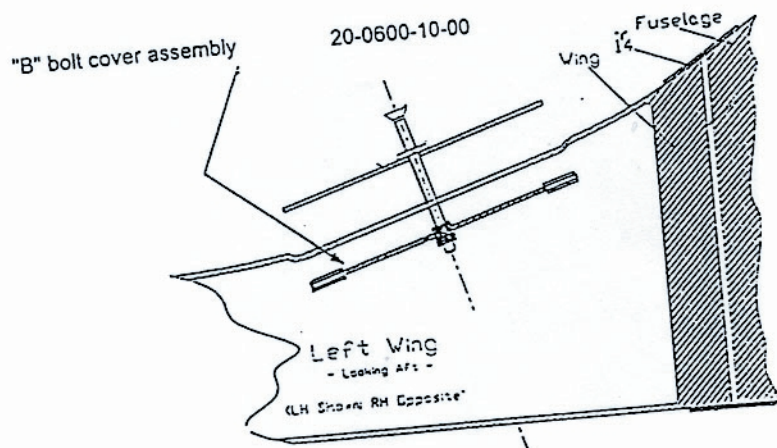 20-0600-10-00
"B" bolt cover assembly
Fuselage
Wing
Left Wing
- Looking Aft -
(LH Shown RH Opposite